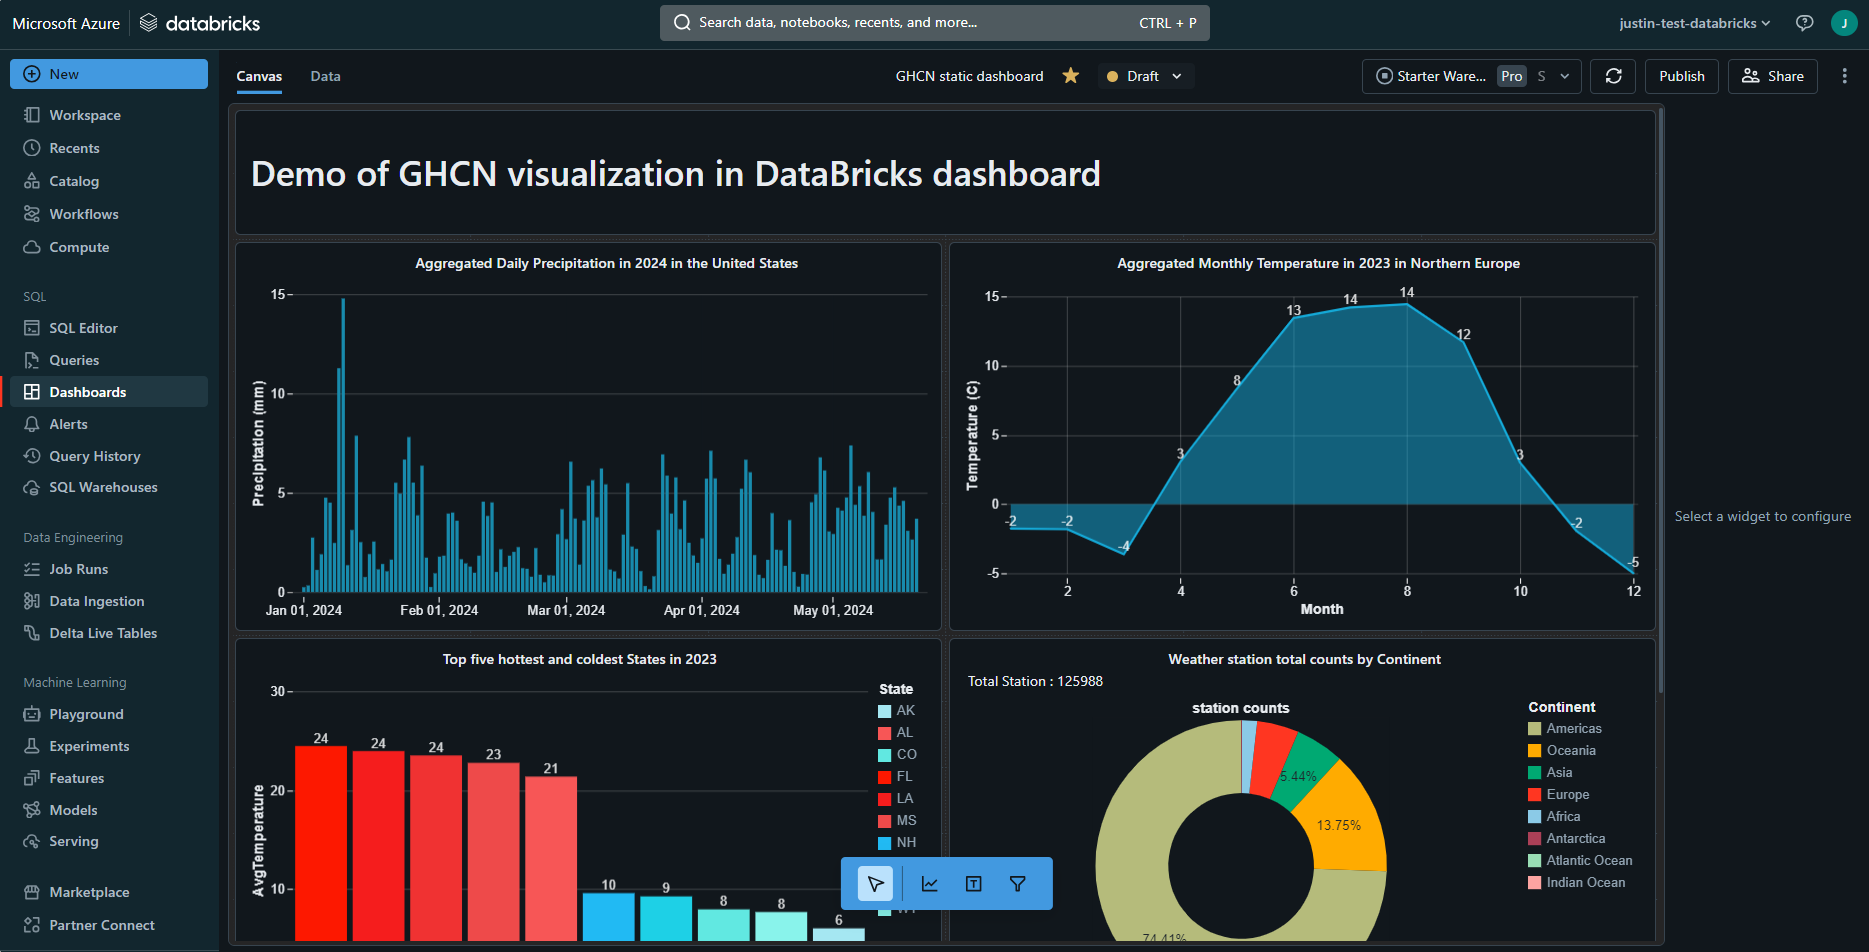 Microsoft Azure databricks
Search data, notebooks, recents, and more... CTRL + P
justin-test-databricks
J
New
Workspace
Recents
Catalog
Workflows
Compute
SQL
SQL Editor
Queries
Dashboards
Alerts
Query History
SQL Warehouses
Data Engineering
Job Runs
Data Ingestion
Delta Live Tables
Machine Learning
Playground
Experiments
Features
Models
Serving
Marketplace
Partner Connect
Canvas Data
GHCN static dashboard
Draft
Starter Ware... Pro S
Publish
Share
Demo of GHCN visualization in DataBricks dashboard
Aggregated Daily Precipitation in 2024 in the United States
Precipitation (mm)
15
10
5
0
Jan 01, 2024 Feb 01, 2024 Mar 01, 2024 Apr 01, 2024 May 01, 2024
Aggregated Monthly Temperature in 2023 in Northern Europe
Temperature (C)
15
10
5
0
-5
-2 -2 -4 3 8 13 14 14 12 3 -2 -5
2 4 6 8 10 12
Month
Select a widget to configure
Top five hottest and coldest States in 2023
AvgTemperature
30
20
10
24 24 24 23 21 10 9 8 8 6
State
AK
AL
CO
FL
LA
MS
NH
Weather station total counts by Continent
Total Station : 125988
station counts
5.44%
13.75%
74.41%
Continent
Americas
Oceania
Asia
Europe
Africa
Antarctica
Atlantic Ocean
Indian Ocean